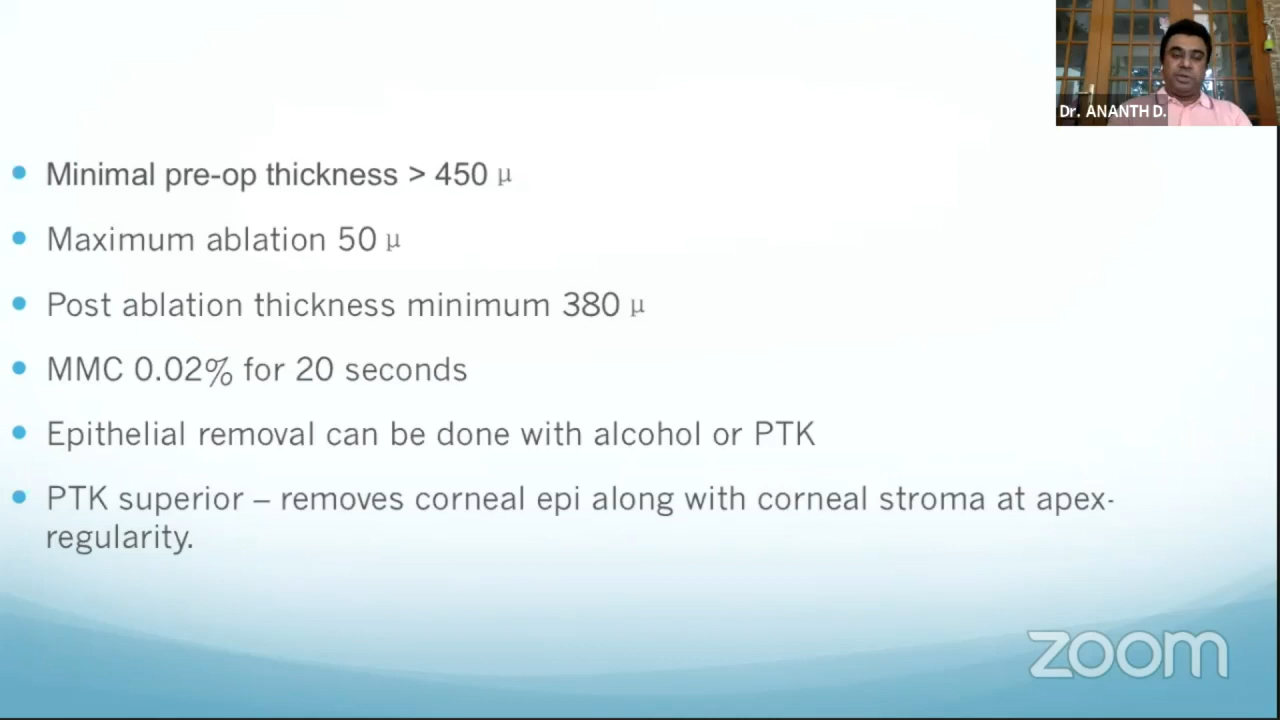 Dr. ANANTH D.
• Minimal pre-op thickness > 450 μ
• Maximum ablation 50 μ
• Post ablation thickness minimum 380 μ
• MMC 0.02% for 20 seconds
• Epithelial removal can be done with alcohol or PTK
• PTK superior – removes corneal epi along with corneal stroma at apex-
regularity.
zoom